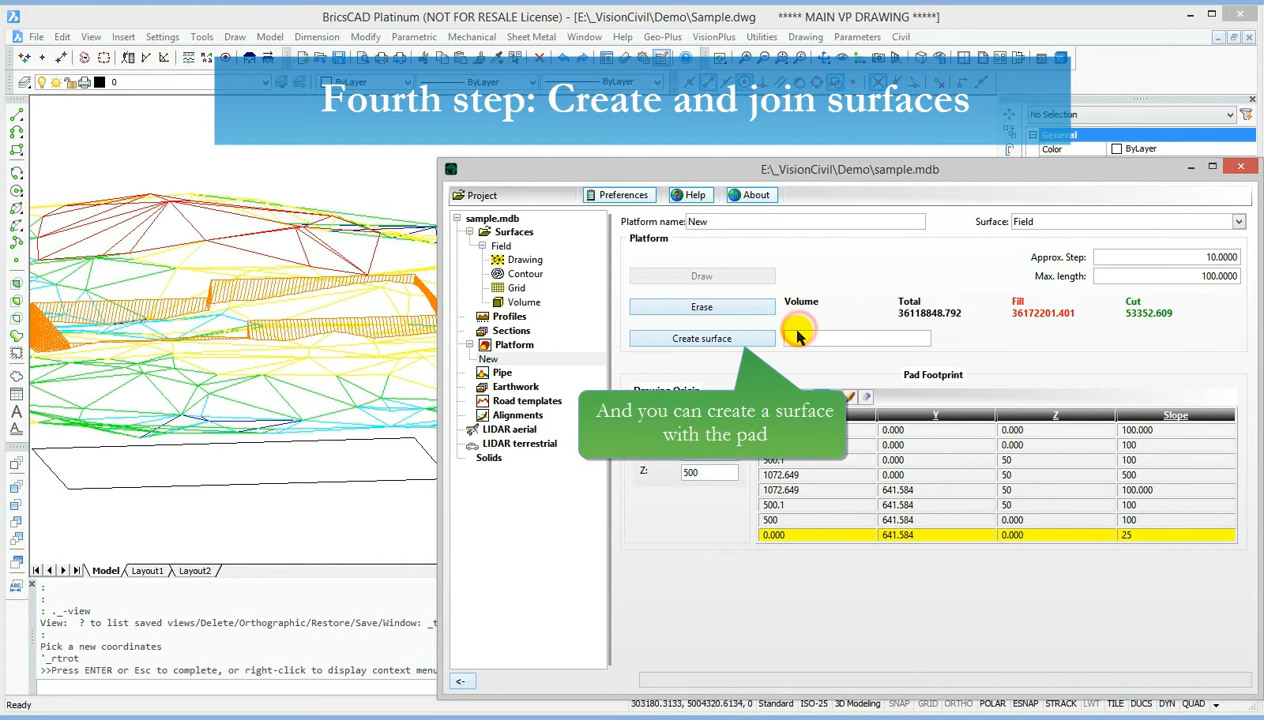 BricsCAD Platinum (NOT FOR RESALE License) - [E:\_VisionCivil\Demo\Sample.dwg ***** MAIN VP DRAWING *****]
File Edit View Insert Settings Tools Draw Model Dimension Modify Parametric Mechanical Sheet Metal Window Help Geo-Plus VisionPlus Utilities Drawing Parameters Civil
0 ByLayer ByLayer ByLayer
Fourth step: Create and join surfaces
No Selection
General
Color ByLayer
E:\_VisionCivil\Demo\sample.mdb
Project Preferences Help About
sample.mdb
Surfaces
Field
Drawing
Contour
Grid
Volume
Profiles
Sections
Platform
New
Pipe
Earthwork
Road templates
Alignments
LIDAR aerial
LIDAR terrestrial
Solids
<-
Platform name: New Surface: Field
Platform
Approx. Step: 10.0000
Draw Max. length: 100.0000
Erase Volume Total Fill Cut
36118848.792 36172201.401 53352.609
Create surface
Pad Footprint
And you can create a surface
with the pad
Y Z Slope
0.000 0.000 100.000
0.000 0.000 100
500.1 0.000 50 100
1072.649 0.000 50 500
1072.649 641.584 50 100.000
500.1 641.584 50 100
500 641.584 0.000 100
0.000 641.584 0.000 25
Z: 500
Model Layout1 Layout2
:
:
: ._-view
View: ? to list saved views/Delete/Orthographic/Restore/Save/Window: _t
:
Pick a new coordinates
'_rtrot
>>Press ENTER or Esc to complete, or right-click to display context menu
Ready 303180.3133, 5004320.6134, 0 Standard ISO-25 3D Modeling SNAP GRID ORTHO POLAR ESNAP STRACK LWT TILE DUCS DYN QUAD